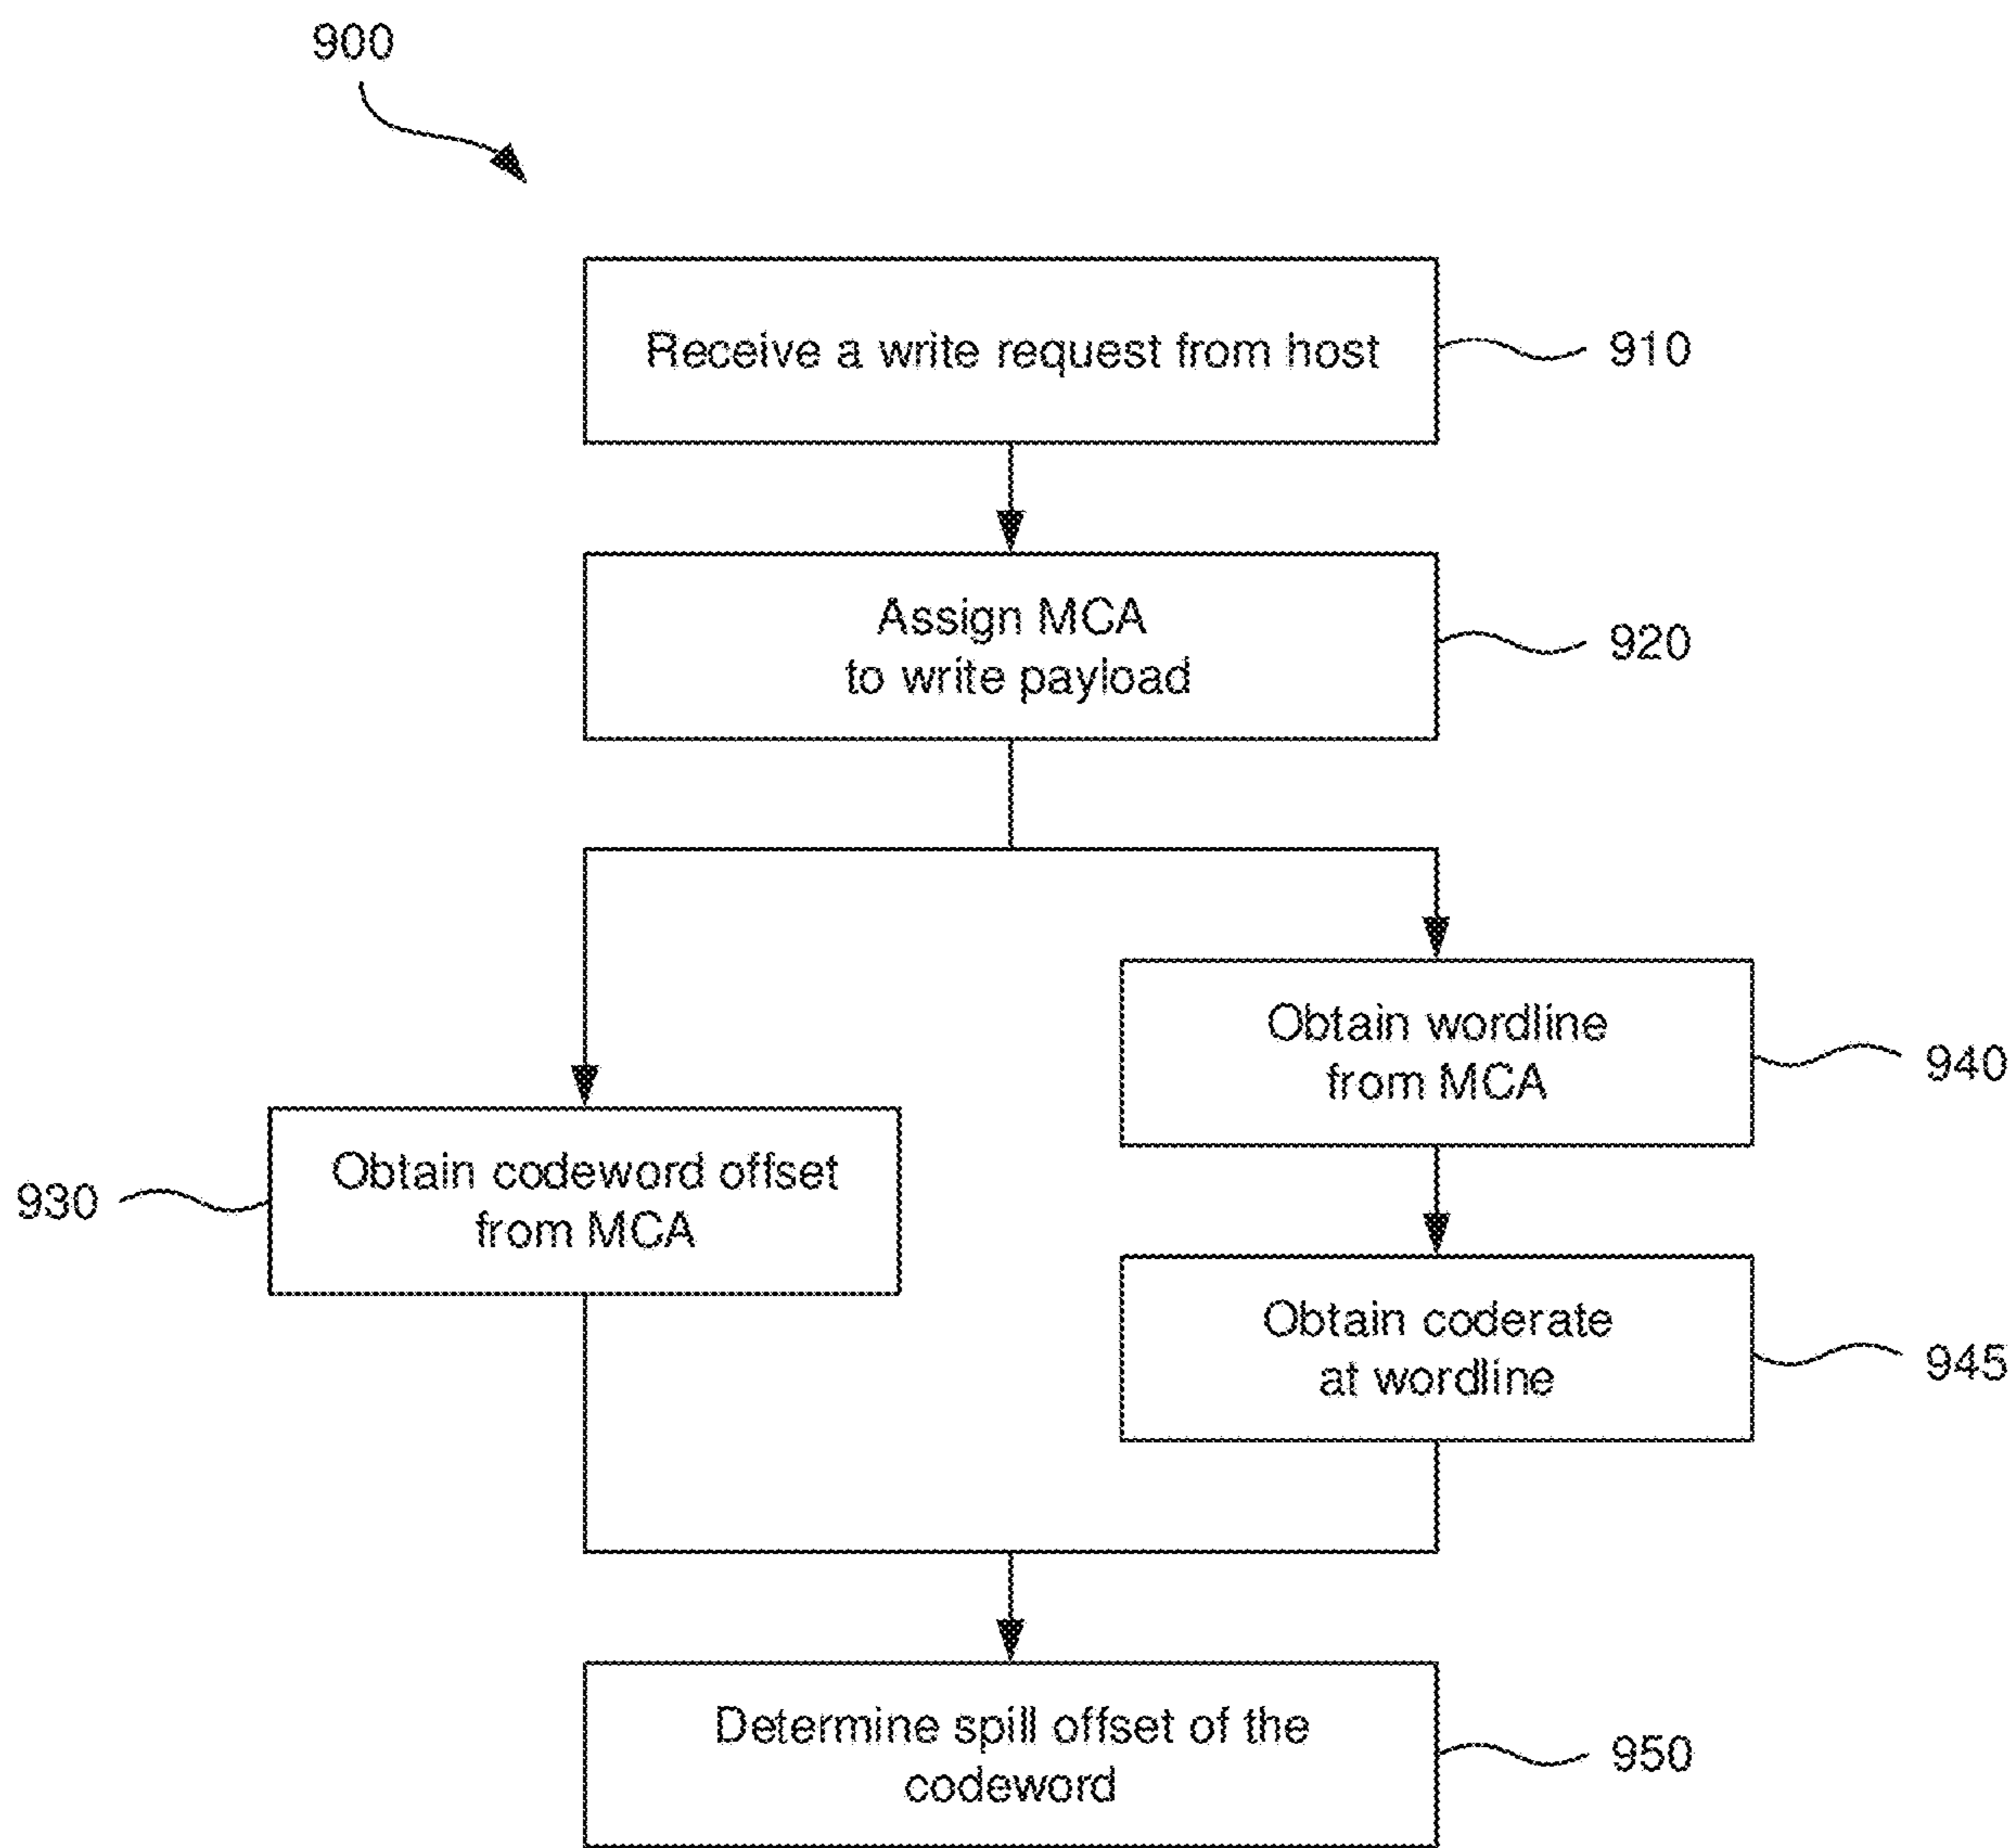 900
Receive a write request from host
910
Assign MCA
to write payload
920
Obtain wordline
from MCA
940
Obtain codeword offset
from MCA
930
Obtain coderate
at wordline
945
Determine spill offset of the
codeword
950